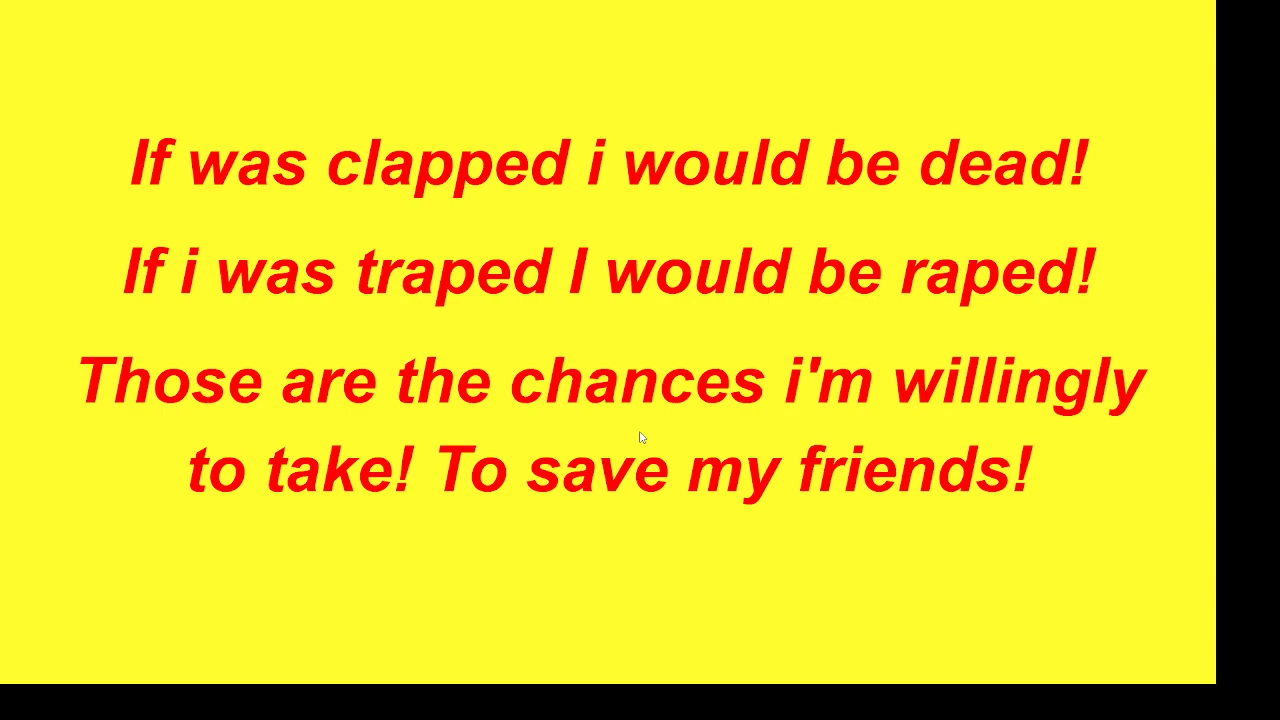 If was clapped i would be dead!
If i was traped I would be raped!
Those are the chances i'm willingly
to take! To save my friends!